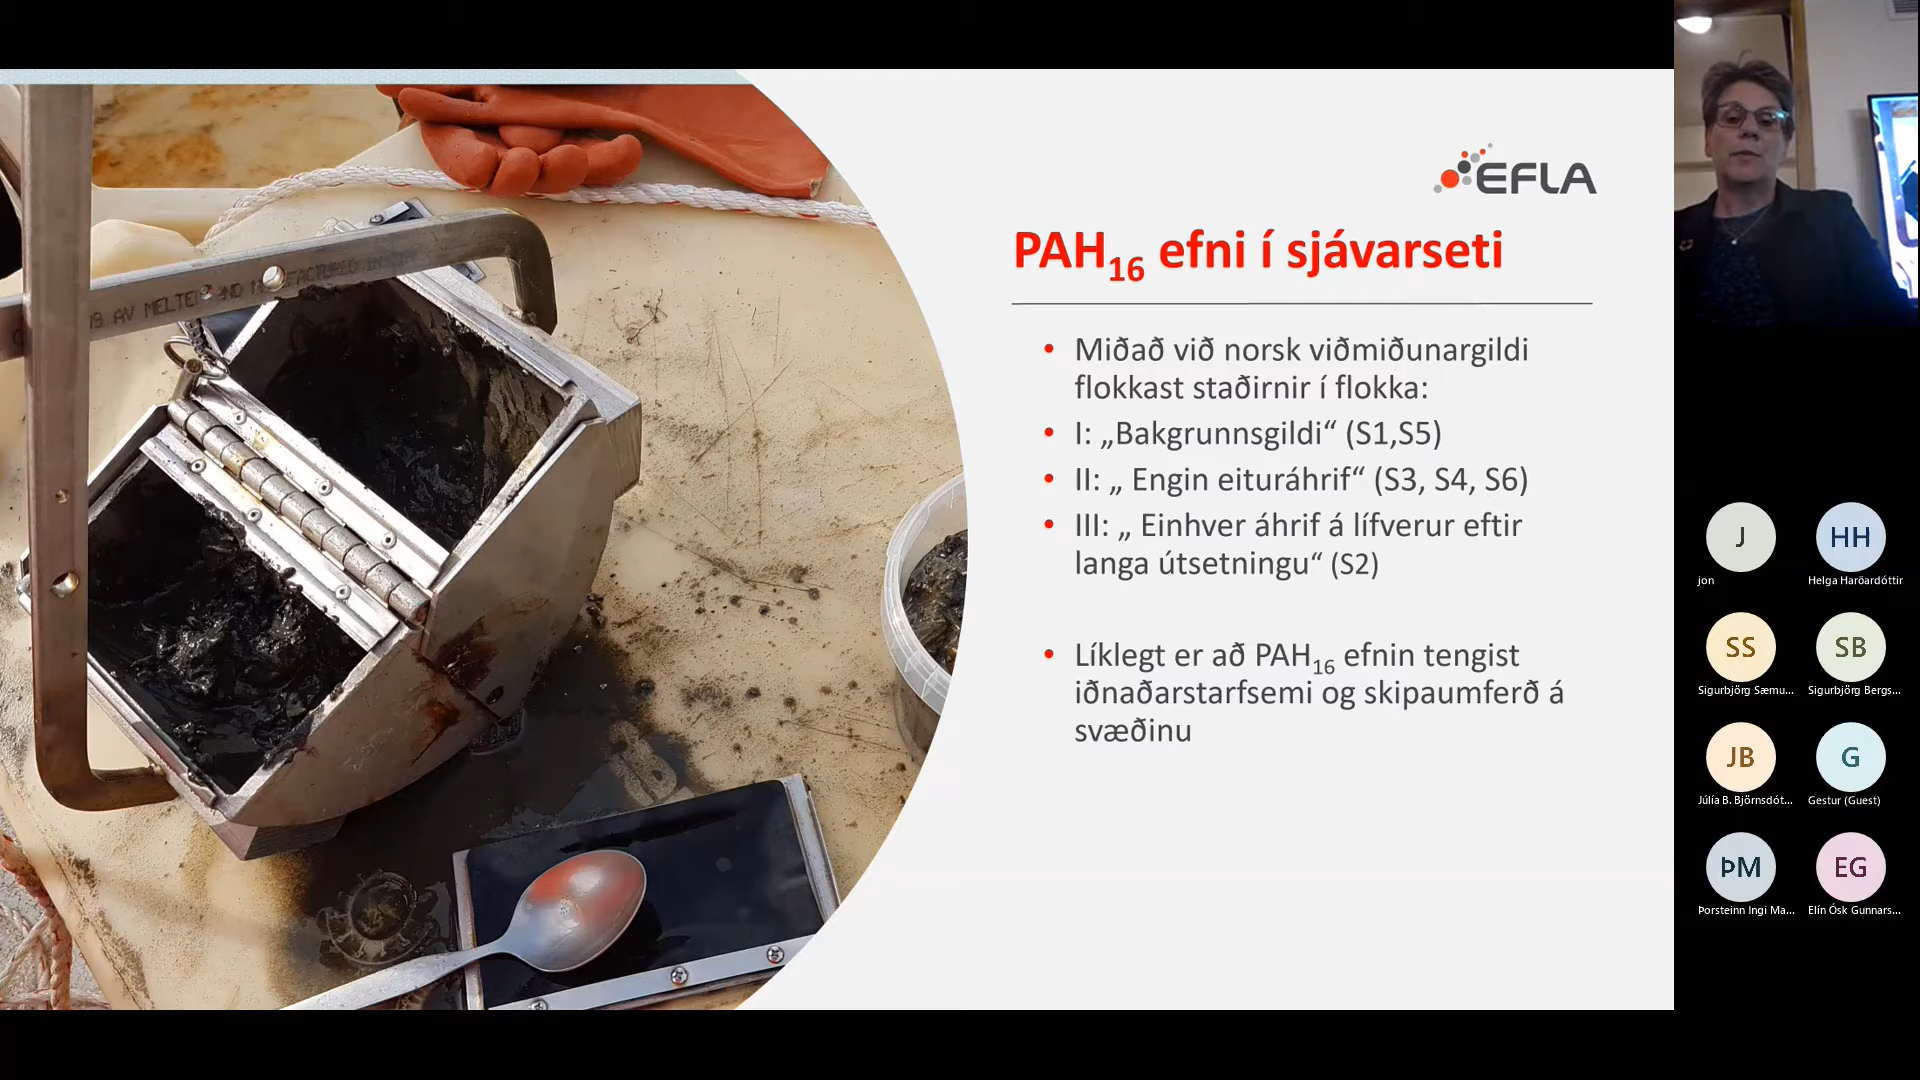 EFLA
PAH16 efni í sjávarseti
• Miðað við norsk viðmiðunargildi
flokkast staðirnir í flokka:
• I: „Bakgrunnsgildi“ (S1,S5)
• II: „ Engin eituráhrif“ (S3, S4, S6)
• III: „ Einhver áhrif á lífverur eftir
langa útsetningu“ (S2)
• Líklegt er að PAH16 efnin tengist
iðnaðarstarfsemi og skipaumferð á
svæðinu
J
jon
HH
Helga Harðardóttir
SS
Sigurbjörg Sæmu...
SB
Sigurbjörg Bergs...
JB
Júlía B. Björnsdót...
G
Gestur (Guest)
ÞM
Þorsteinn Ingi Ma...
EG
Elín Ósk Gunnars...